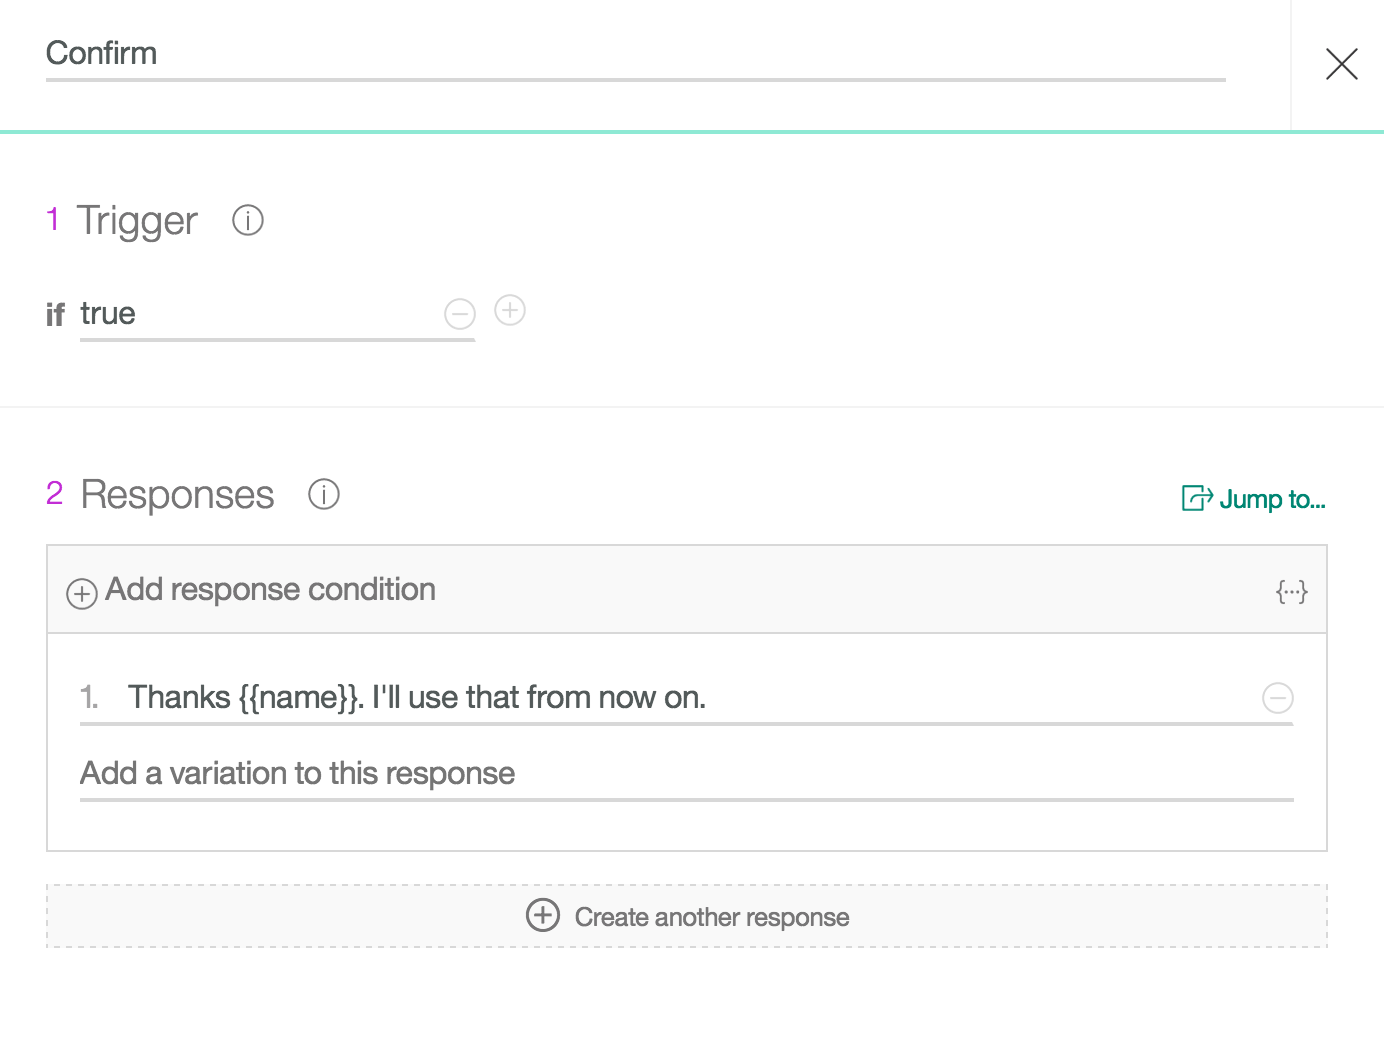 Confirm
1 Trigger
if true
2 Responses
Jump to...
Add response condition
{...}
1. Thanks {{name}}. I'll use that from now on.
Add a variation to this response
Create another response